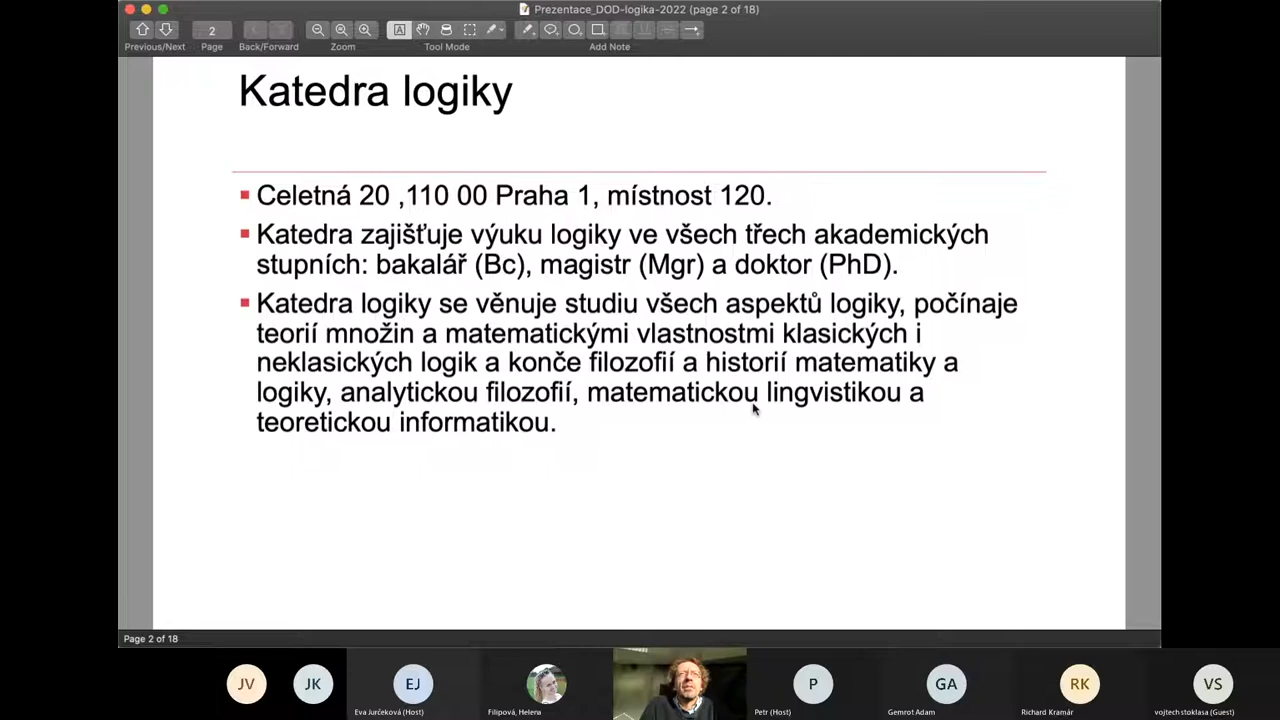 Prezentace_DOD-logika-2022 (page 2 of 18)
2
Previous/Next Page Back/Forward Zoom Tool Mode Add Note
Katedra logiky
Celetná 20 ,110 00 Praha 1, místnost 120.
Katedra zajišťuje výuku logiky ve všech třech akademických
stupních: bakalář (Bc), magistr (Mgr) a doktor (PhD).
Katedra logiky se věnuje studiu všech aspektů logiky, počínaje
teorií množin a matematickými vlastnostmi klasických i
neklasických logik a konče filozofií a historií matematiky a
logiky, analytickou filozofií, matematickou lingvistikou a
teoretickou informatikou.
Page 2 of 18
JV JK EJ P GA RK VS
Eva Jurčeková (Host) Filipová, Helena Petr (Host) Gemrot Adam Richard Kramár vojtech stoklasa (Guest)